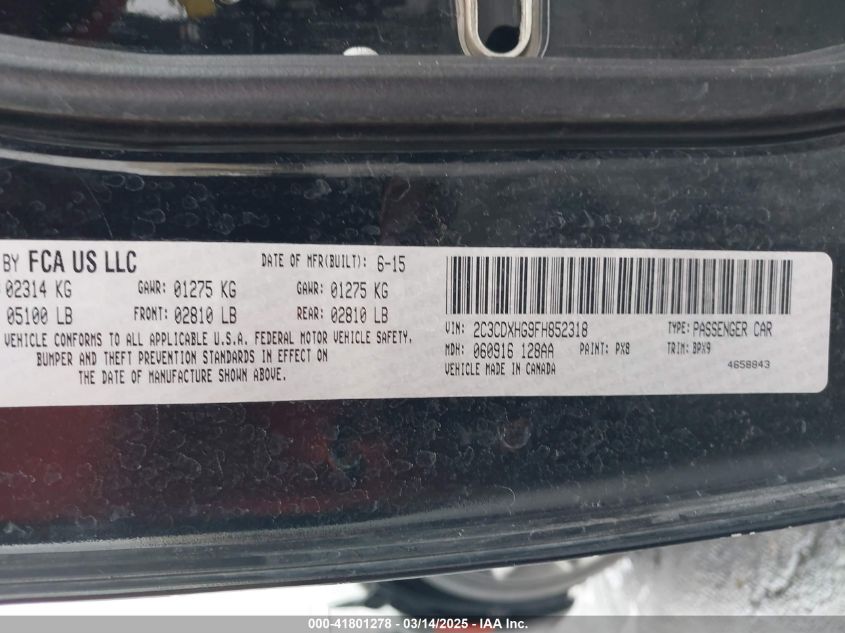 BY FCA US LLC
DATE OF MFR(BUILT): 6-15
02314 KG GAWR: 01275 KG GAWR: 01275 KG
05100 LB FRONT: 02810 LB REAR: 02810 LB
VEHICLE CONFORMS TO ALL APPLICABLE U.S.A. FEDERAL MOTOR VEHICLE SAFETY,
BUMPER AND THEFT PREVENTION STANDARDS IN EFFECT ON
THE DATE OF MANUFACTURE SHOWN ABOVE.
VIN: 2C3CDXHG9FH852318 TYPE: PASSENGER CAR
MDH: 060916 128AA PAINT: PX8 TRIM: BPX9
VEHICLE MADE IN CANADA 4658843
000-41801278 - 03/14/2025 - IAA Inc.